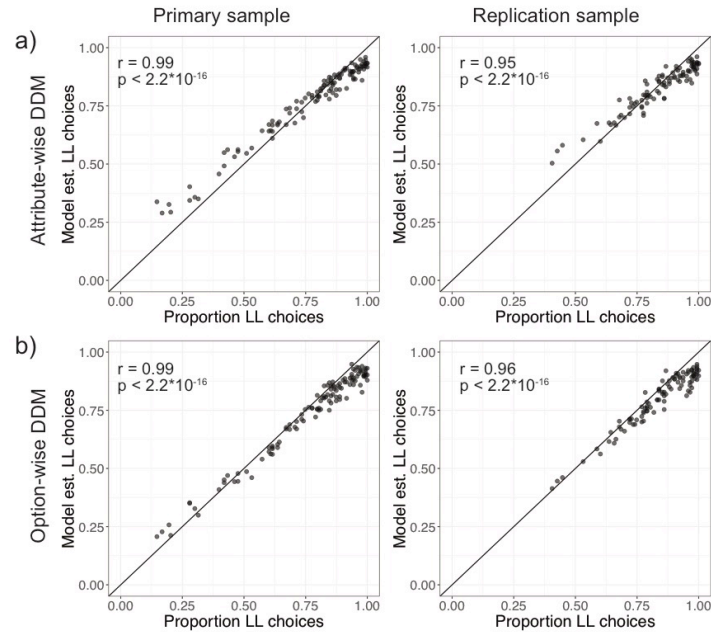 Primary sample
Replication sample
a)
Attribute-wise DDM
Model est. LL choices
1.00
0.75
0.50
0.25
0.00
r = 0.99
p < 2.2*10-16
0.00 0.25 0.50 0.75 1.00
Proportion LL choices
Model est. LL choices
1.00
0.75
0.50
0.25
0.00
r = 0.95
p < 2.2*10-16
0.00 0.25 0.50 0.75 1.00
Proportion LL choices
b)
Option-wise DDM
Model est. LL choices
1.00
0.75
0.50
0.25
0.00
r = 0.99
p < 2.2*10-16
0.00 0.25 0.50 0.75 1.00
Proportion LL choices
Model est. LL choices
1.00
0.75
0.50
0.25
0.00
r = 0.96
p < 2.2*10-16
0.00 0.25 0.50 0.75 1.00
Proportion LL choices